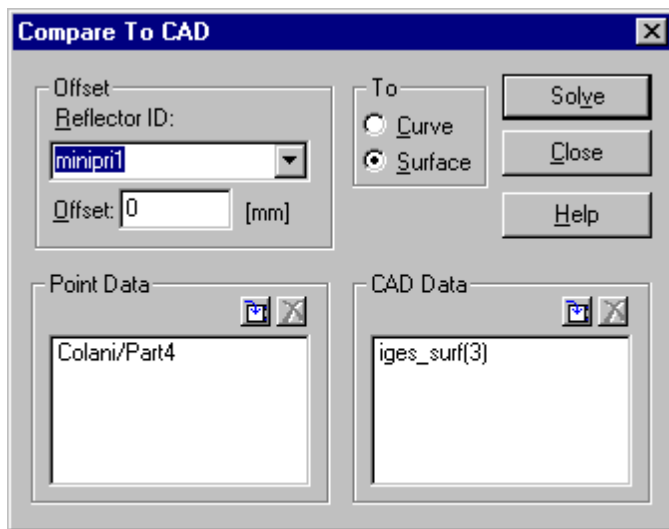 Compare To CAD
Offset
Reflector ID:
minipri1
Offset: 0 [mm]
To
Curve
Surface
Solve
Close
Help
Point Data
Colani/Part4
CAD Data
iges_surf(3)